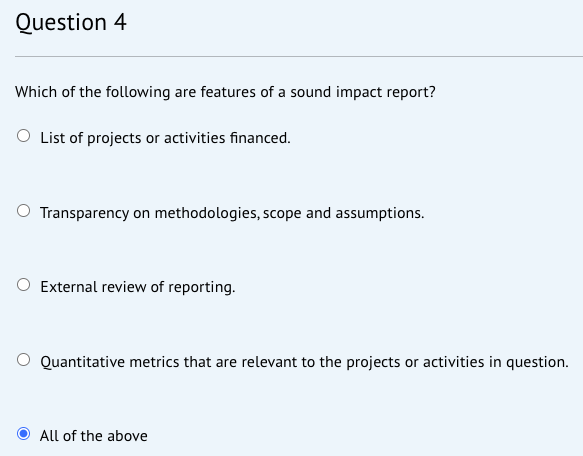 Question 4
Which of the following are features of a sound impact report?
List of projects or activities financed.
Transparency on methodologies, scope and assumptions.
External review of reporting.
Quantitative metrics that are relevant to the projects or activities in question.
All of the above